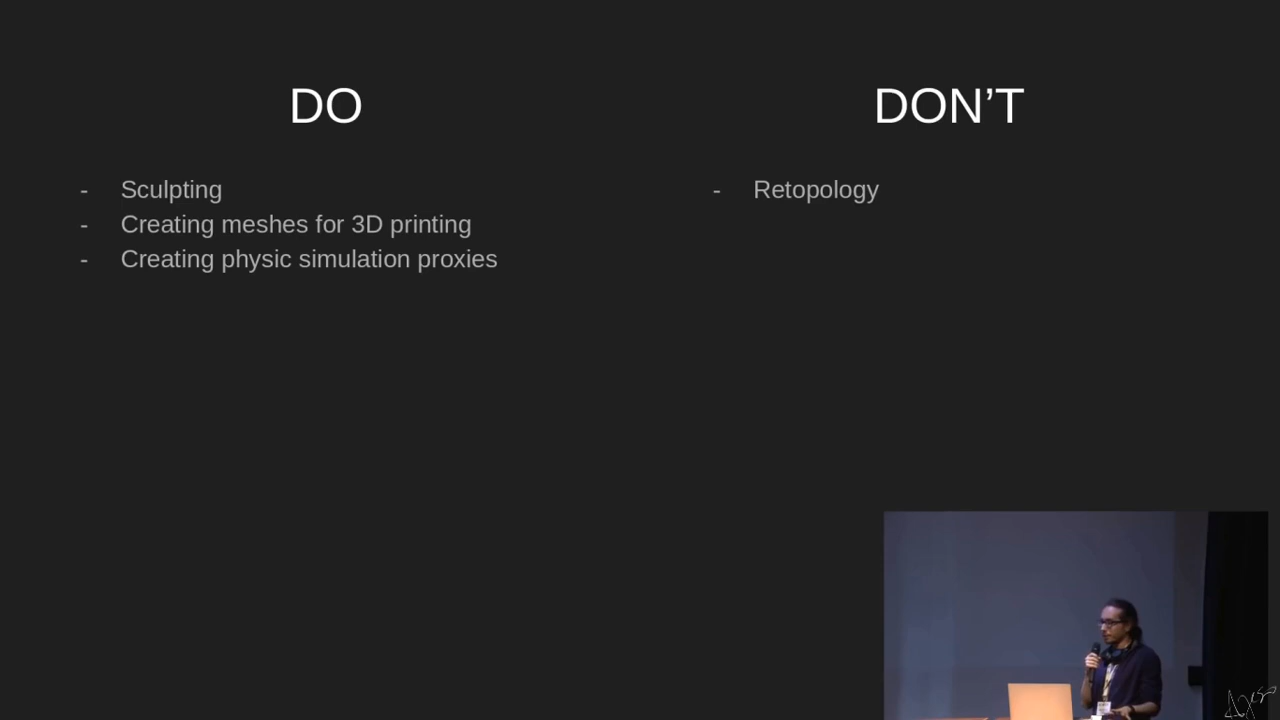 DO
- Sculpting
- Creating meshes for 3D printing
- Creating physic simulation proxies
DON’T
- Retopology